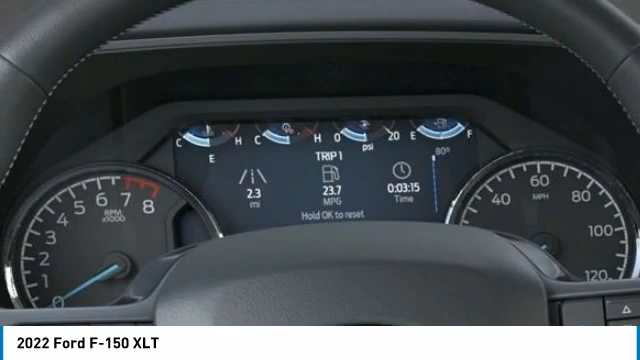 C H C H 0 20 E F
psi
E
TRIP 1
80°
2.3
mi
23.7
MPG
0:03:15
Time
Hold OK to reset
0 1 2 3 4 5 6 7 8
RPM
x1000
40 60 80 100 120
MPH
2022 Ford F-150 XLT